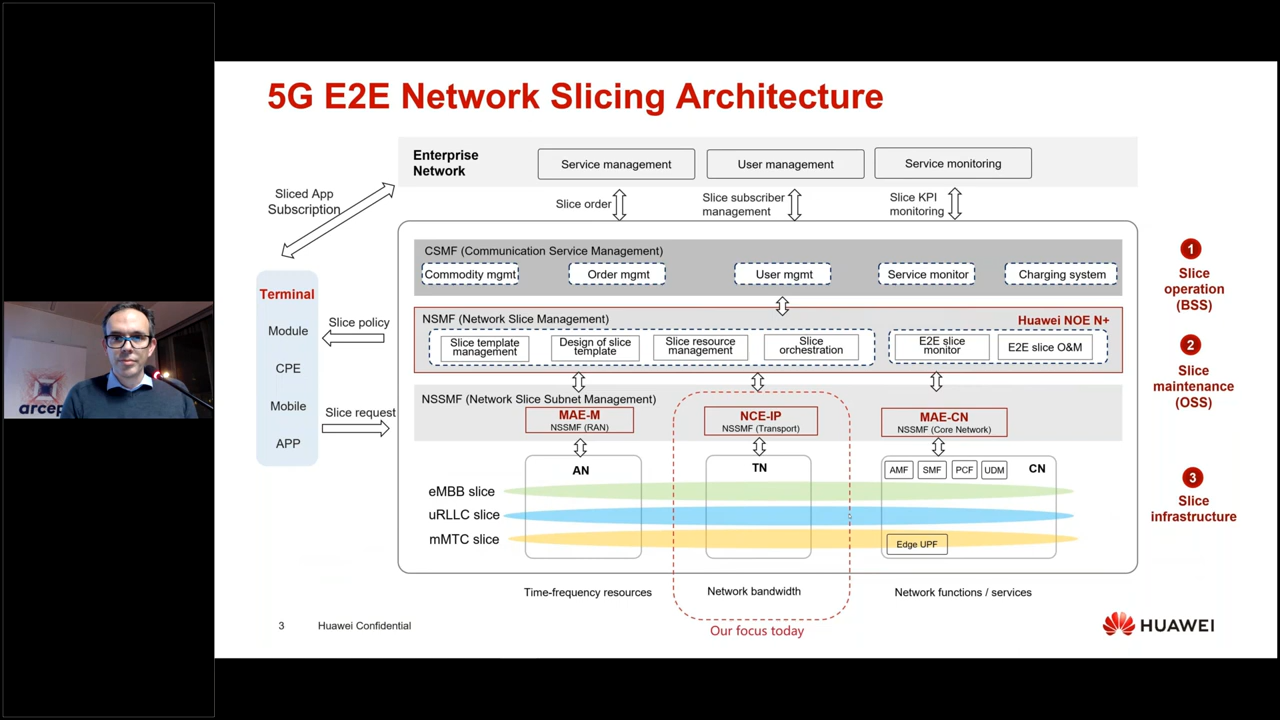 5G E2E Network Slicing Architecture
Enterprise
Network
Service management
User management
Service monitoring
Sliced App
Subscription
Slice order
Slice subscriber
management
Slice KPI
monitoring
CSMF (Communication Service Management)
Commodity mgmt
Order mgmt
User mgmt
Service monitor
Charging system
1
Slice
operation
(BSS)
Terminal
Module
CPE
Mobile
APP
Slice policy
Slice request
NSMF (Network Slice Management)
Huawei NOE N+
Slice template
management
Design of slice
template
Slice resource
management
Slice
orchestration
E2E slice
monitor
E2E slice O&M
2
Slice
maintenance
(OSS)
NSSMF (Network Slice Subnet Management)
MAE-M
NSSMF (RAN)
NCE-IP
NSSMF (Transport)
MAE-CN
NSSMF (Core Network)
AN
TN
AMF
SMF
PCF
UDM
CN
eMBB slice
uRLLC slice
mMTC slice
Edge UPF
3
Slice
infrastructure
Time-frequency resources
Network bandwidth
Network functions / services
Our focus today
3
Huawei Confidential
HUAWEI
arcep